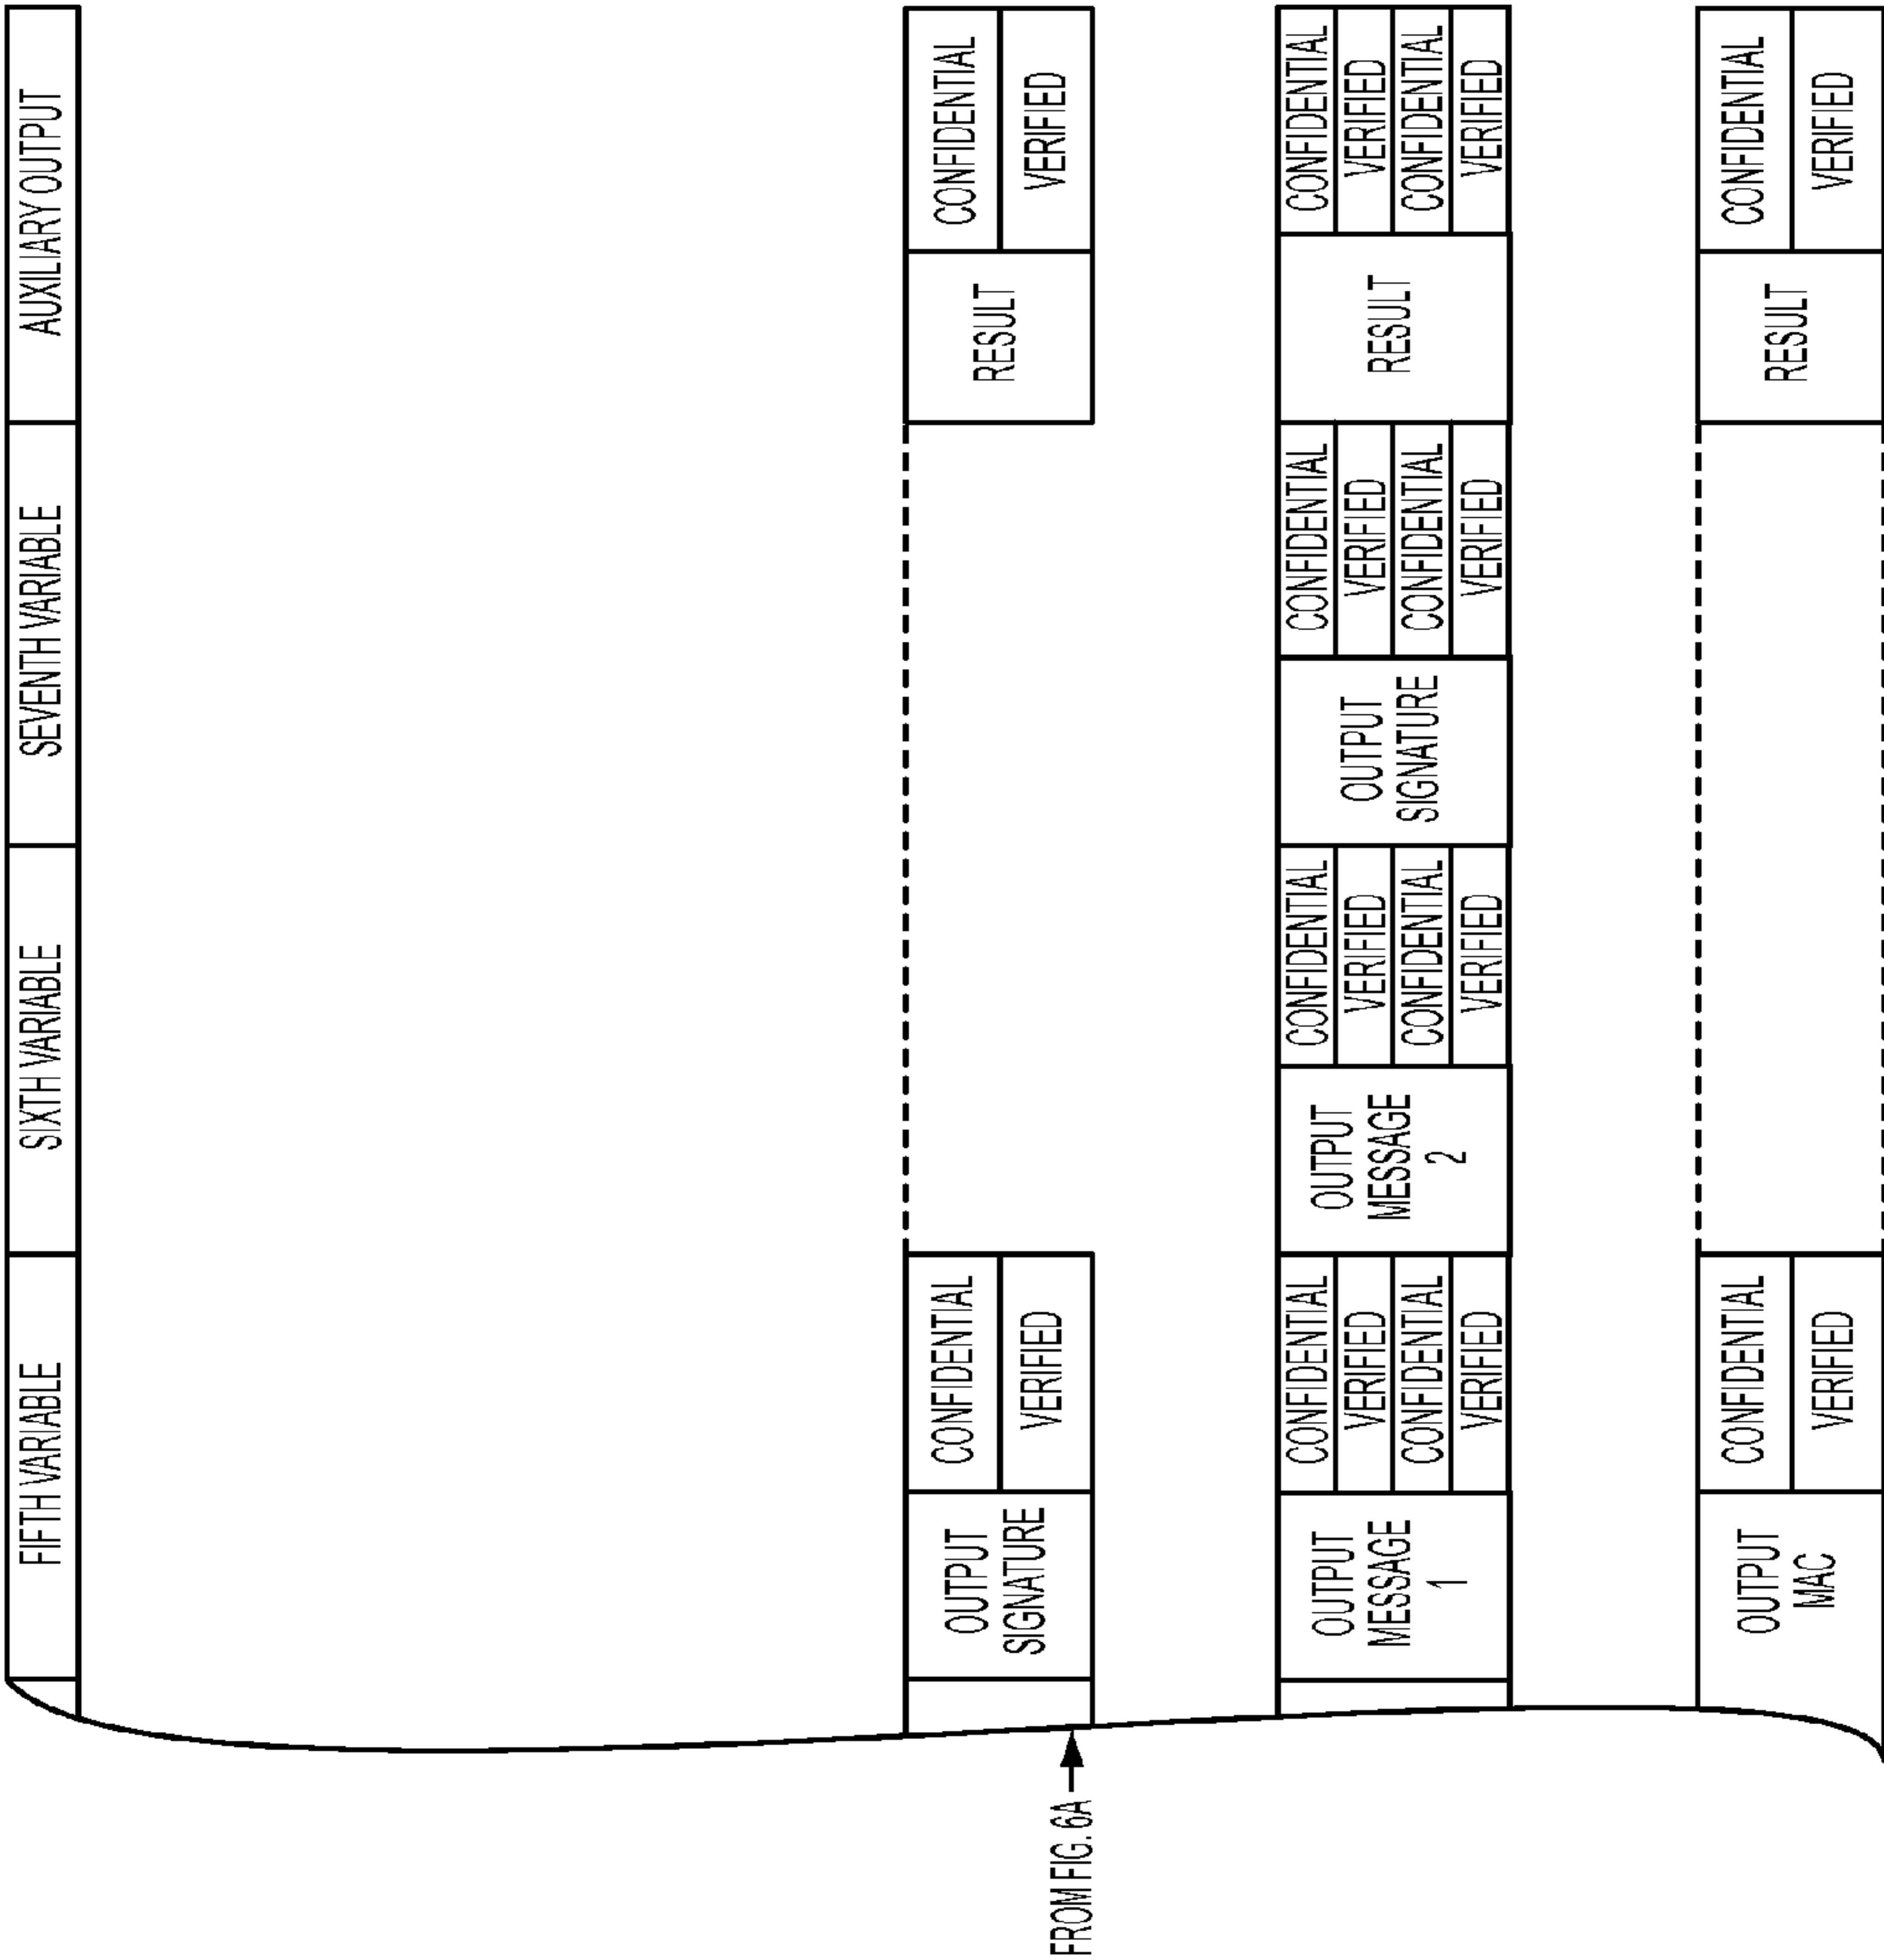 FIFTH VARIABLE
SIXTH VARIABLE
SEVENTH VARIABLE
AUXILIARY OUTPUT
OUTPUT
SIGNATURE
CONFIDENTIAL
VERIFIED
RESULT
CONFIDENTIAL
VERIFIED
FROM FIG. 6A
OUTPUT
MESSAGE
1
CONFIDENTIAL
VERIFIED
CONFIDENTIAL
VERIFIED
OUTPUT
MESSAGE
2
CONFIDENTIAL
VERIFIED
CONFIDENTIAL
VERIFIED
OUTPUT
SIGNATURE
CONFIDENTIAL
VERIFIED
CONFIDENTIAL
VERIFIED
RESULT
CONFIDENTIAL
VERIFIED
CONFIDENTIAL
VERIFIED
OUTPUT
MAC
CONFIDENTIAL
VERIFIED
RESULT
CONFIDENTIAL
VERIFIED